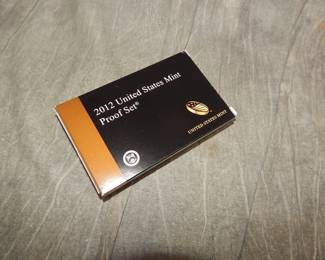 2012 United States Mint
Proof Set®
UNITED STATES MINT